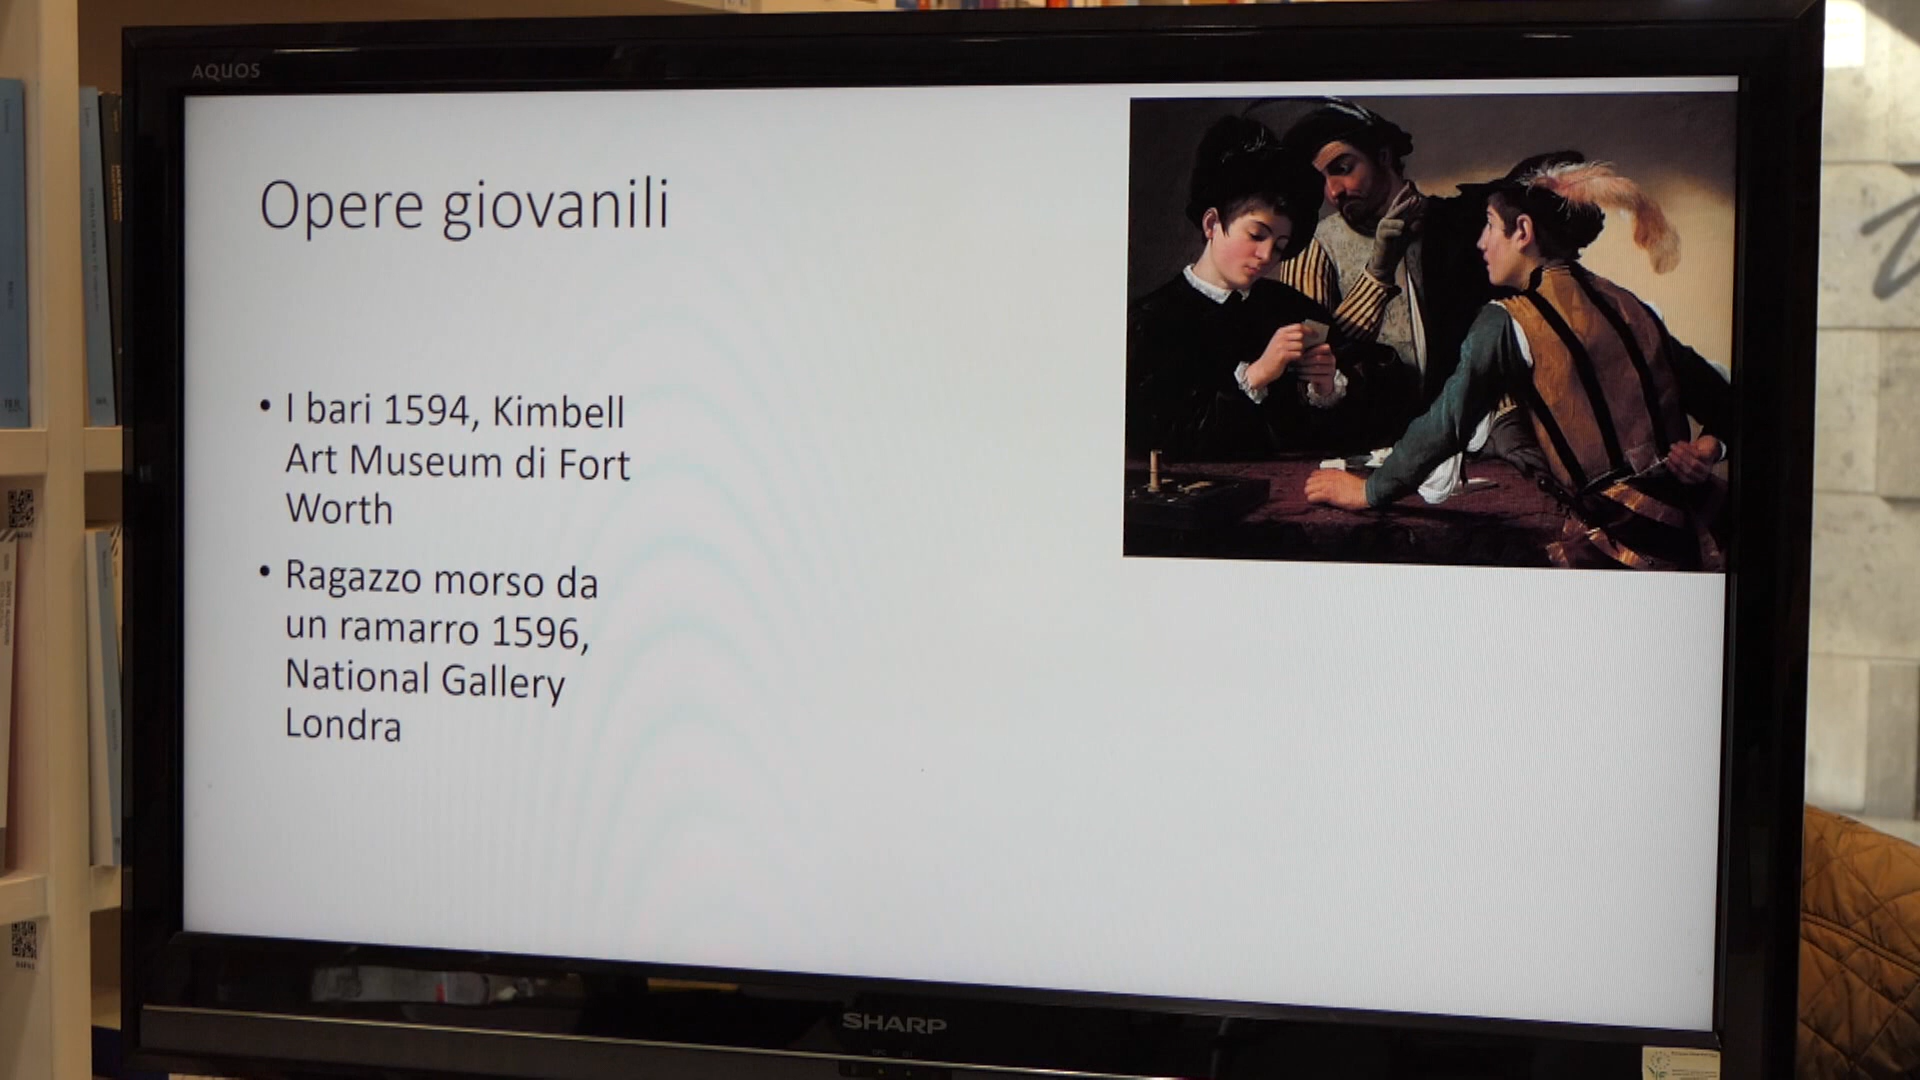 AQUOS
Opere giovanili
• I bari 1594, Kimbell
Art Museum di Fort
Worth
• Ragazzo morso da
un ramarro 1596,
National Gallery
Londra
SHARP